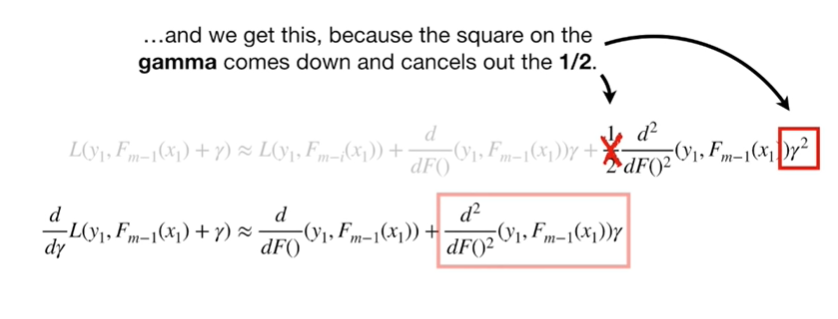 ...and we get this, because the square on the
gamma comes down and cancels out the 1/2.
L(y₁, Fₘ₋₁(x₁) + γ) ≈ L(y₁, Fₘ₋ᵢ(x₁)) + d/dF() (y₁, Fₘ₋₁(x₁))γ + 1/2 d²/dF()² (y₁, Fₘ₋₁(x₁))γ²
d/dγ L(y₁, Fₘ₋₁(x₁) + γ) ≈ d/dF() (y₁, Fₘ₋₁(x₁)) + d²/dF()² (y₁, Fₘ₋₁(x₁))γ